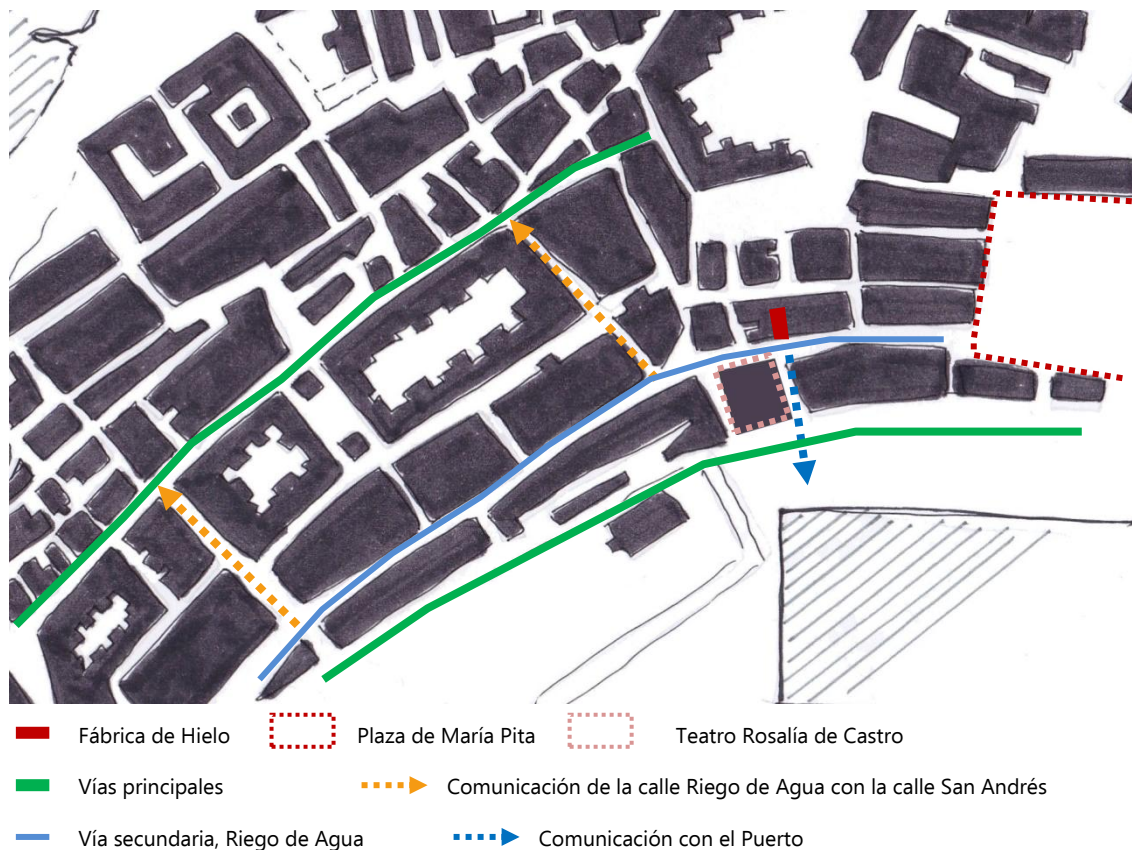 Fábrica de Hielo Plaza de María Pita Teatro Rosalía de Castro
Vías principales Comunicación de la calle Riego de Agua con la calle San Andrés
Vía secundaria, Riego de Agua Comunicación con el Puerto